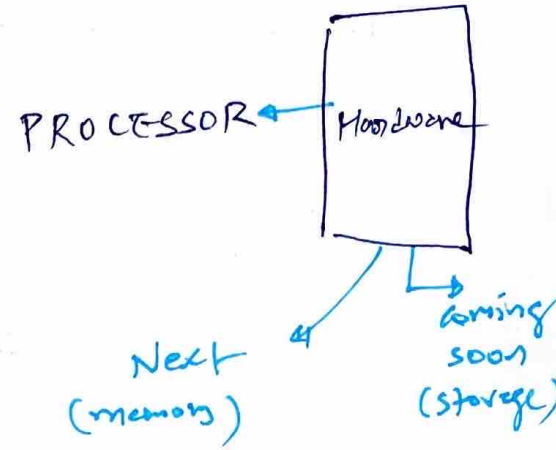 PROCESSOR
Hardware
Next
(memory)
coming
soon
(storage)